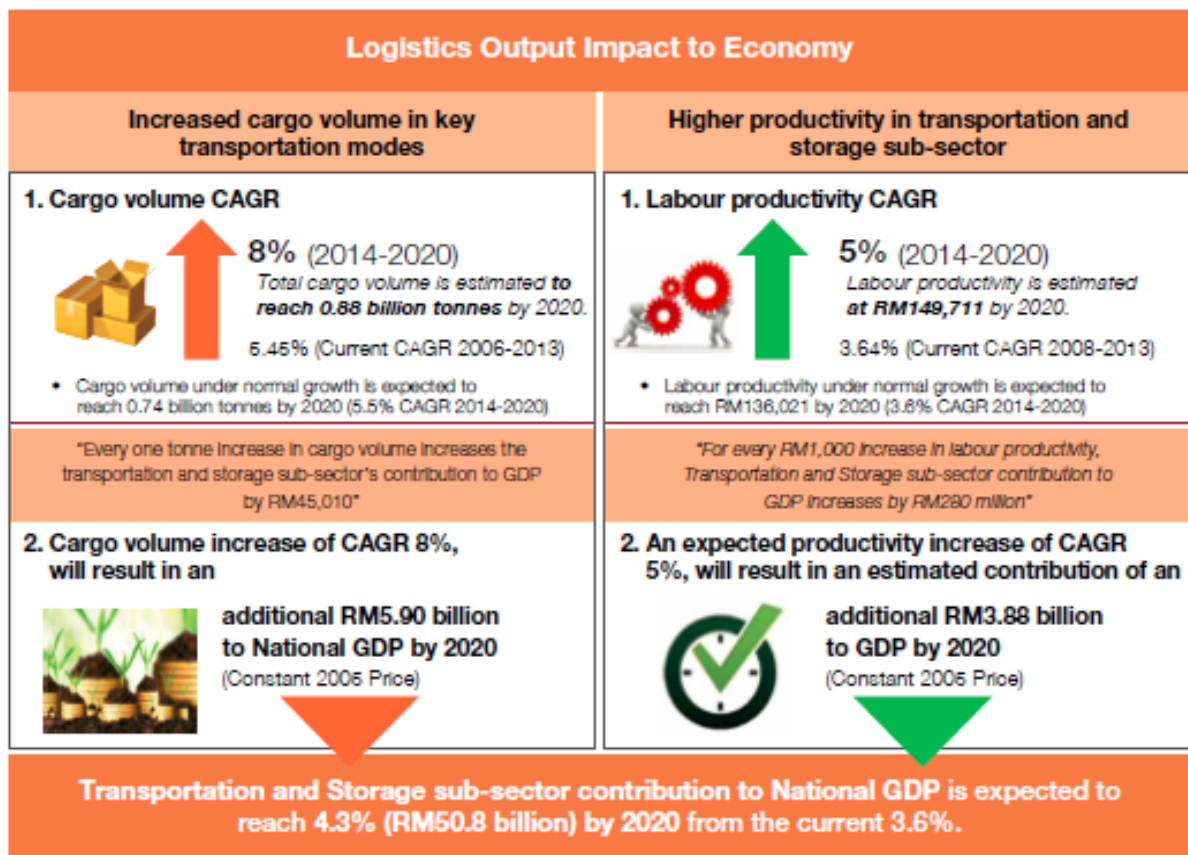 Logistics Output Impact to Economy
Increased cargo volume in key
transportation modes
1. Cargo volume CAGR
8% (2014-2020)
Total cargo volume is estimated to
reach 0.88 billion tonnes by 2020.
5.45% (Current CAGR 2006-2013)
• Cargo volume under normal growth is expected to
reach 0.74 billion tonnes by 2020 (5.5% CAGR 2014-2020)
"Every one tonne increase in cargo volume increases the
transportation and storage sub-sector's contribution to GDP
by RM45,010"
2. Cargo volume increase of CAGR 8%,
will result in an
additional RM5.90 billion
to National GDP by 2020
(Constant 2005 Price)
Higher productivity in transportation and
storage sub-sector
1. Labour productivity CAGR
5% (2014-2020)
Labour productivity is estimated
at RM149,711 by 2020.
3.64% (Current CAGR 2008-2013)
• Labour productivity under normal growth is expected to
reach RM136,021 by 2020 (3.6% CAGR 2014-2020)
"For every RM1,000 increase in labour productivity,
Transportation and Storage sub-sector contribution to
GDP increases by RM280 million"
2. An expected productivity increase of CAGR
5%, will result in an estimated contribution of an
additional RM3.88 billion
to GDP by 2020
(Constant 2005 Price)
Transportation and Storage sub-sector contribution to National GDP is expected to
reach 4.3% (RM50.8 billion) by 2020 from the current 3.6%.